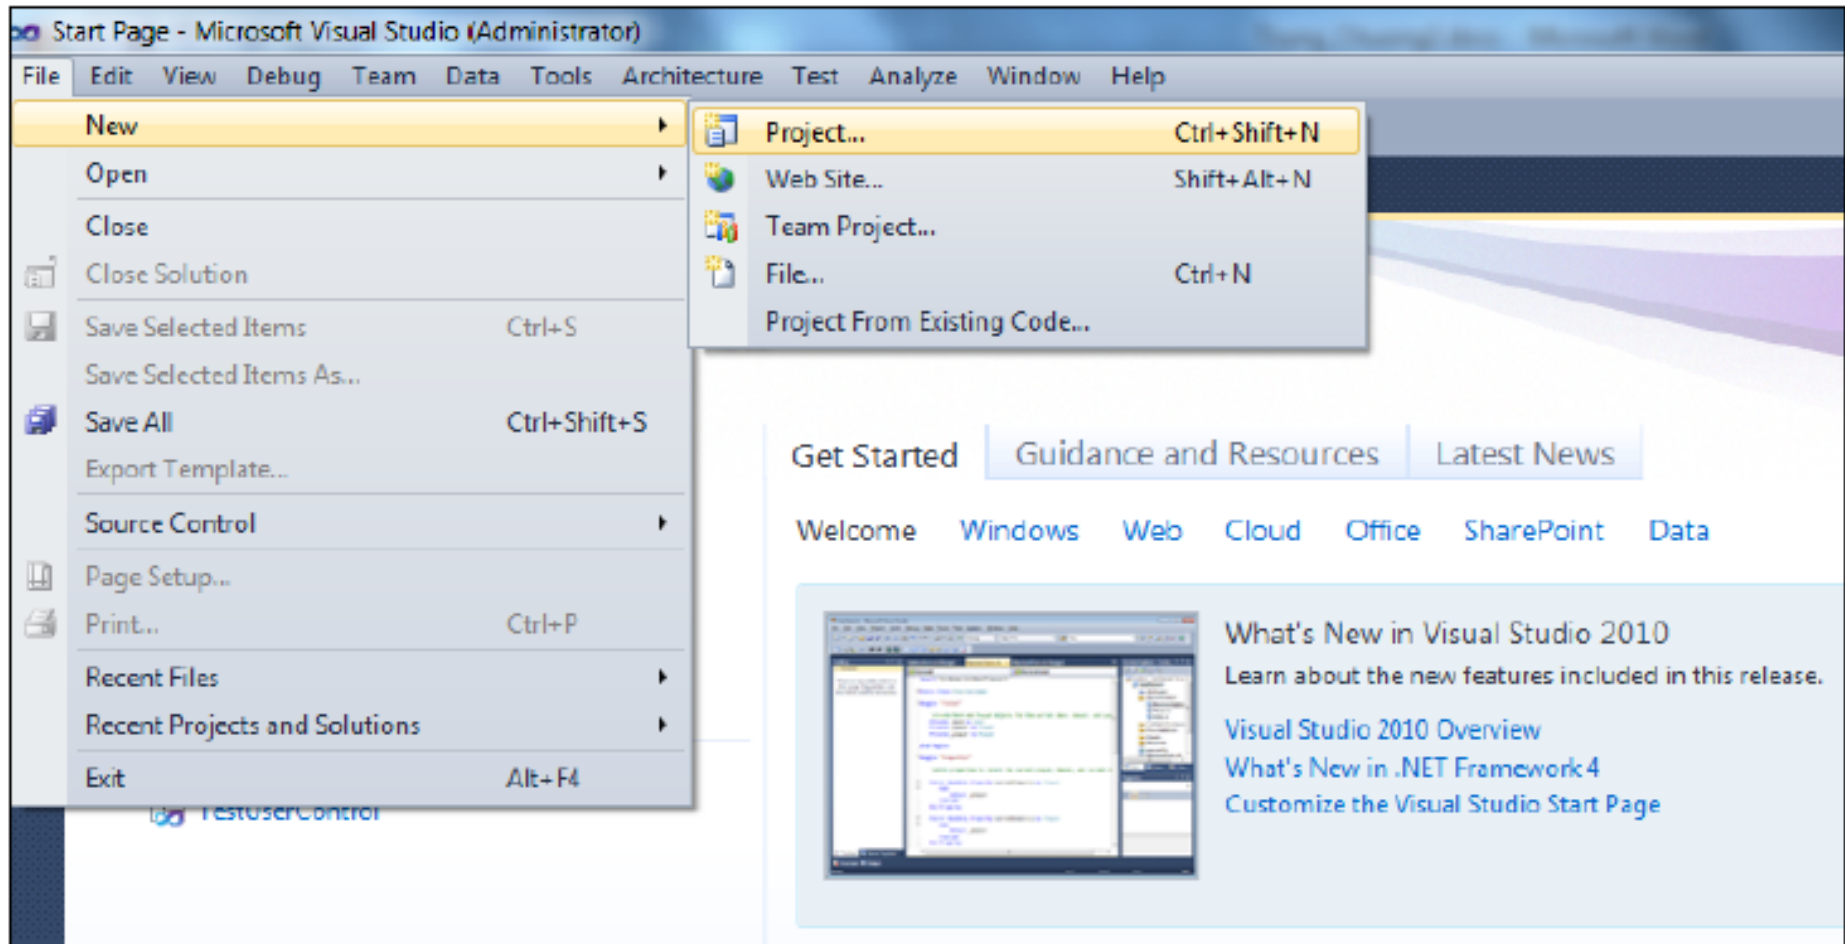 Start Page - Microsoft Visual Studio (Administrator)
File Edit View Debug Team Data Tools Architecture Test Analyze Window Help
New
Open
Close
Close Solution
Save Selected Items Ctrl+S
Save Selected Items As...
Save All Ctrl+Shift+S
Export Template...
Source Control
Page Setup...
Print... Ctrl+P
Recent Files
Recent Projects and Solutions
Exit Alt+F4
Project... Ctrl+Shift+N
Web Site... Shift+Alt+N
Team Project...
File... Ctrl+N
Project From Existing Code...
TestUserControl
Get Started Guidance and Resources Latest News
Welcome Windows Web Cloud Office SharePoint Data
What's New in Visual Studio 2010
Learn about the new features included in this release.
Visual Studio 2010 Overview
What's New in .NET Framework 4
Customize the Visual Studio Start Page